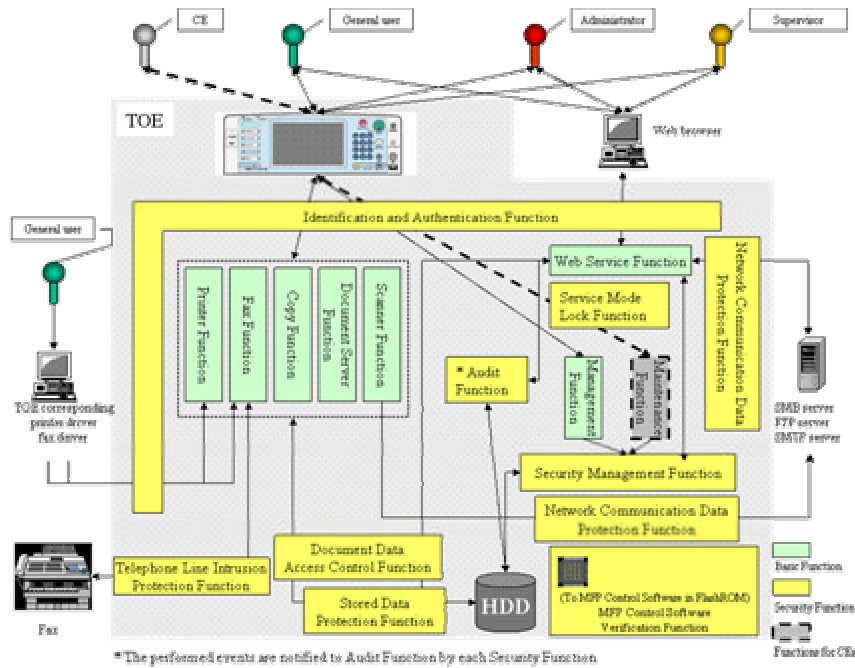 CE
General user
Administrator
Supervisor
TOE
Web browser
Identification and Authentication Function
General user
Printer Function
Fax Function
Copy Function
Document Server
Function
Scanner Function
Web Service Function
Service Mode
Lock Function
Network Communication Data
Protection Function
* Audit
Function
Management
Function
Maintenance
Function
TOE corresponding
printer driver
fax driver
SMB server
FTP server
SMTP server
Security Management Function
Network Communication Data
Protection Function
Telephone Line Intrusion
Protection Function
Document Data
Access Control Function
Stored Data
Protection Function
HDD
(To MFP Control Software in FlashROM)
MFP Control Software
Verification Function
Fax
Basic Function
Security Function
Functions for CEs
* The performed events are notified to Audit Function by each Security Function